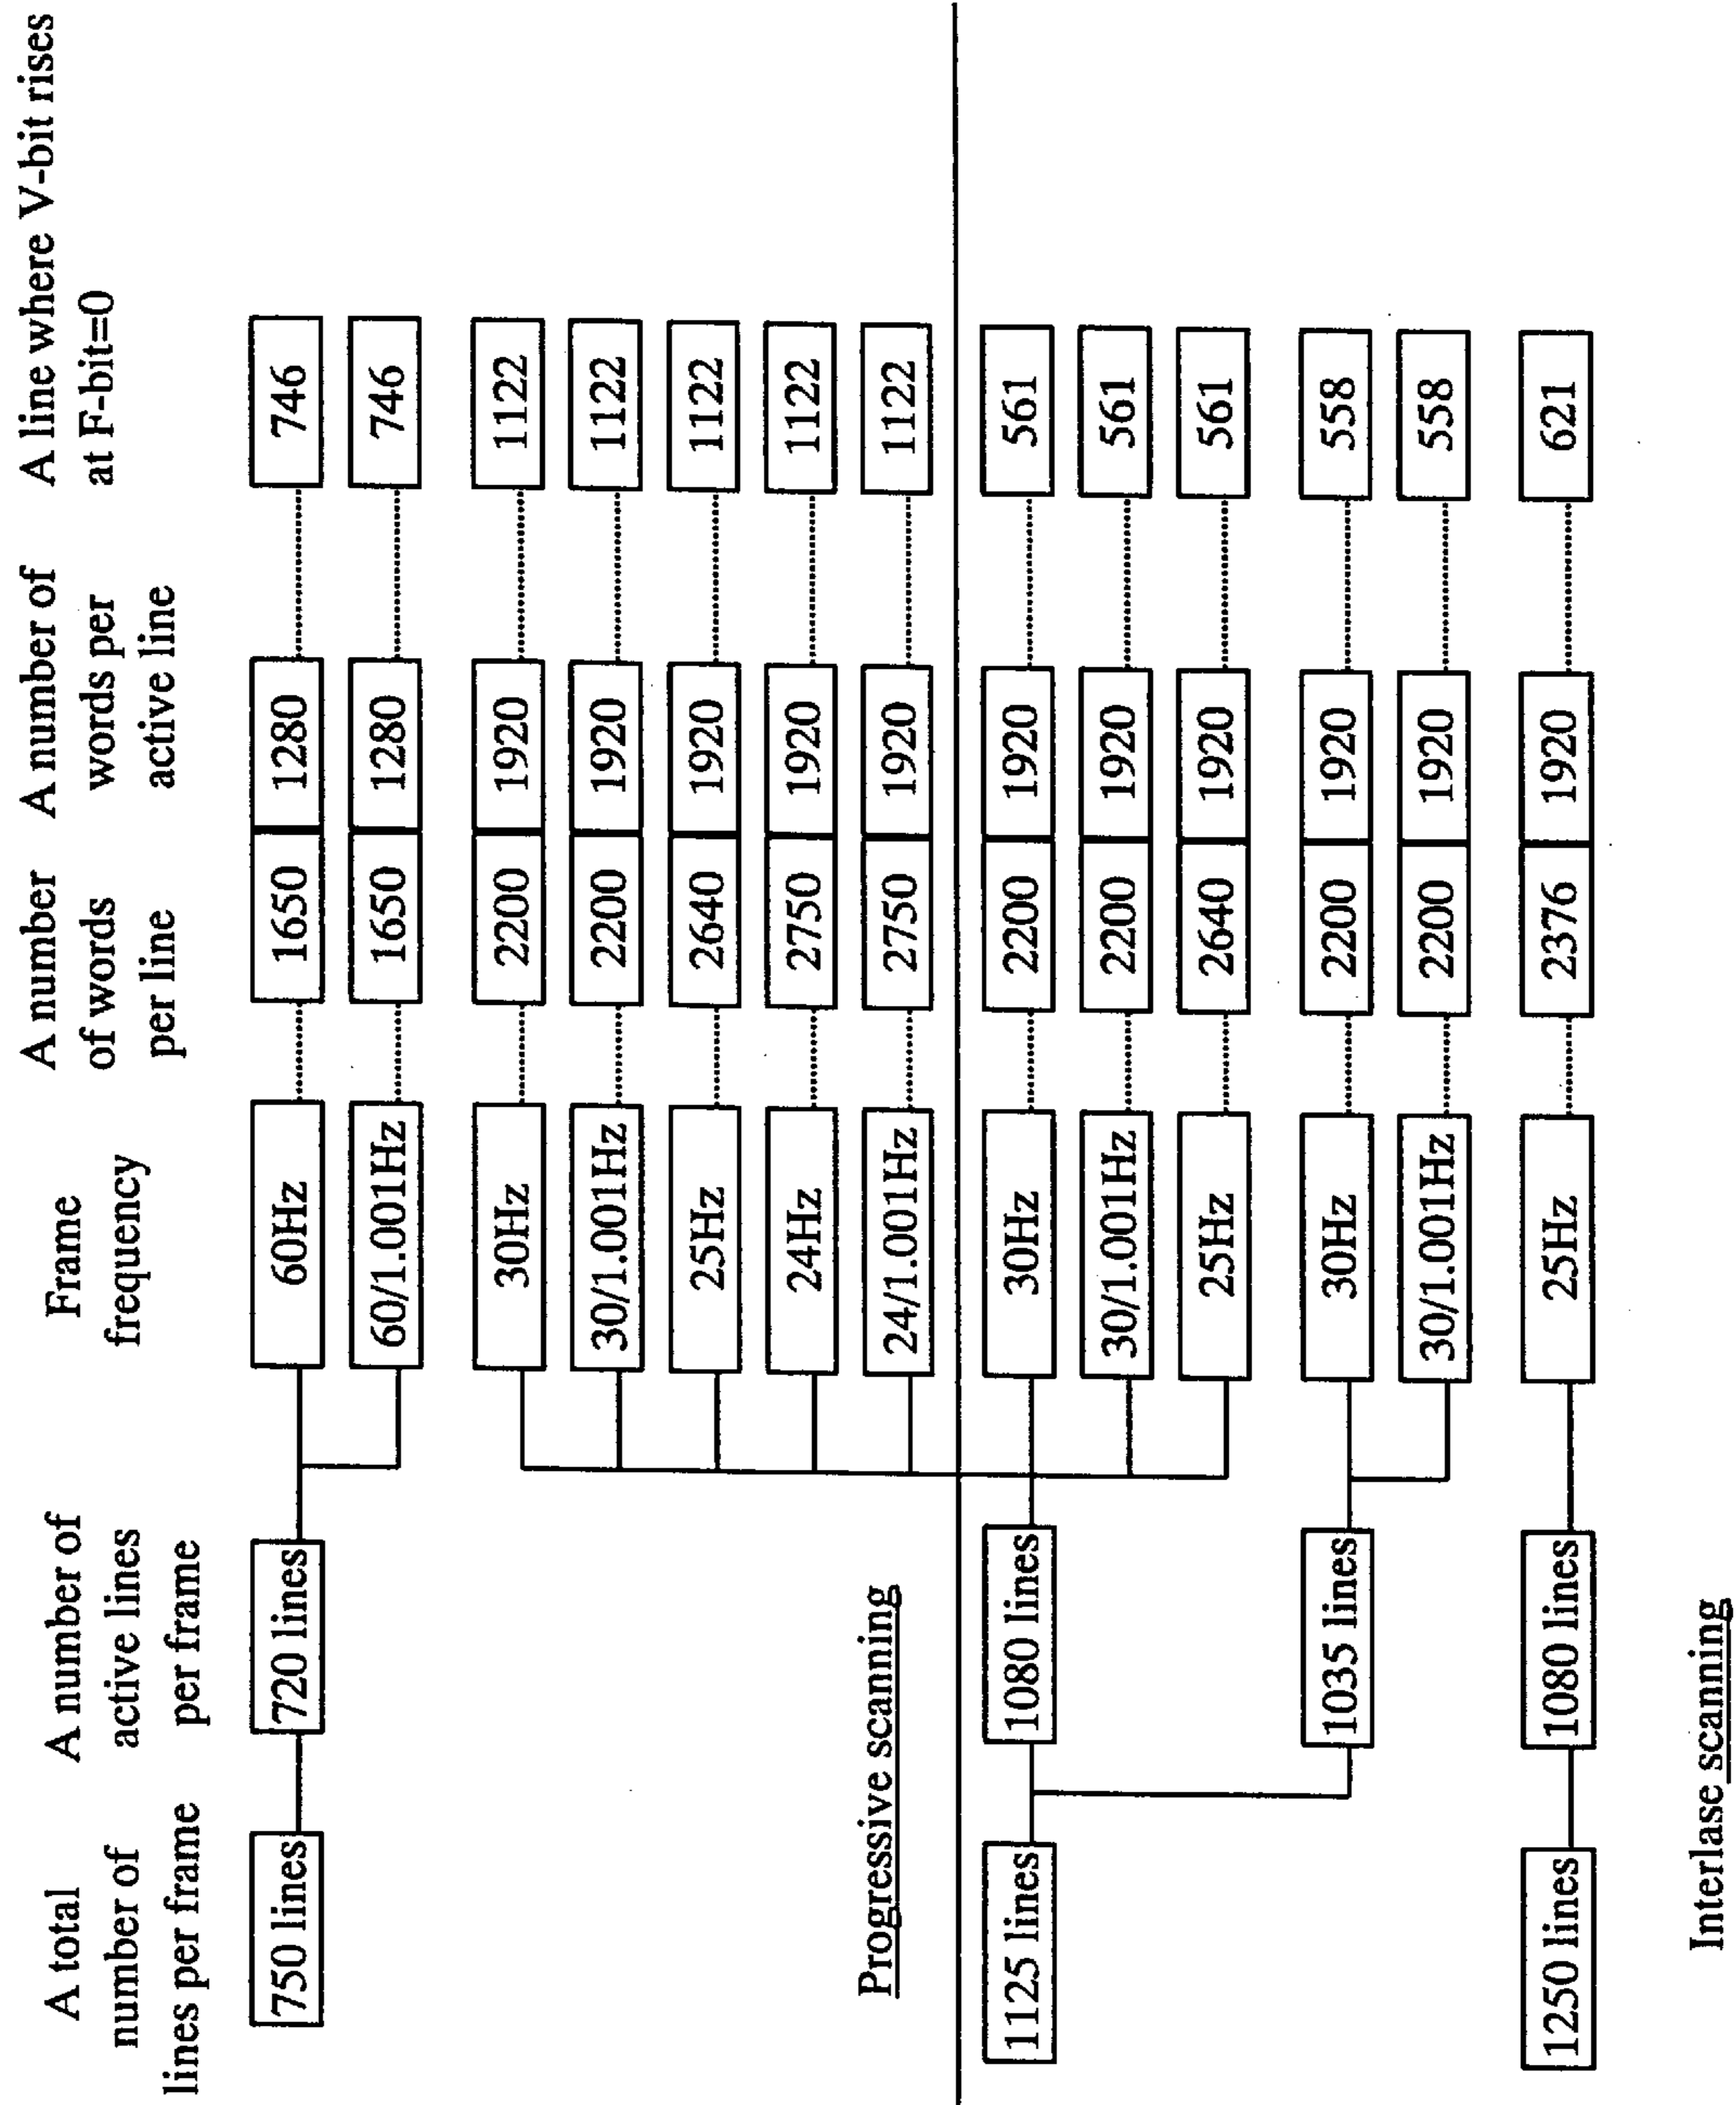 A total
number of
lines per frame
A number of
active lines
per frame
Frame
frequency
A number
of words
per line
A number of
words per
active line
A line where V-bit rises
at F-bit=0
750 lines
720 lines
60Hz
1650
1280
746
60/1.001Hz
1650
1280
746
30Hz
2200
1920
1122
30/1.001Hz
2200
1920
1122
25Hz
2640
1920
1122
24Hz
2750
1920
1122
24/1.001Hz
2750
1920
1122
Progressive scanning
1125 lines
1080 lines
30Hz
2200
1920
561
30/1.001Hz
2200
1920
561
25Hz
2640
1920
561
1035 lines
30Hz
2200
1920
558
30/1.001Hz
2200
1920
558
1250 lines
1080 lines
25Hz
2376
1920
621
Interlase scanning